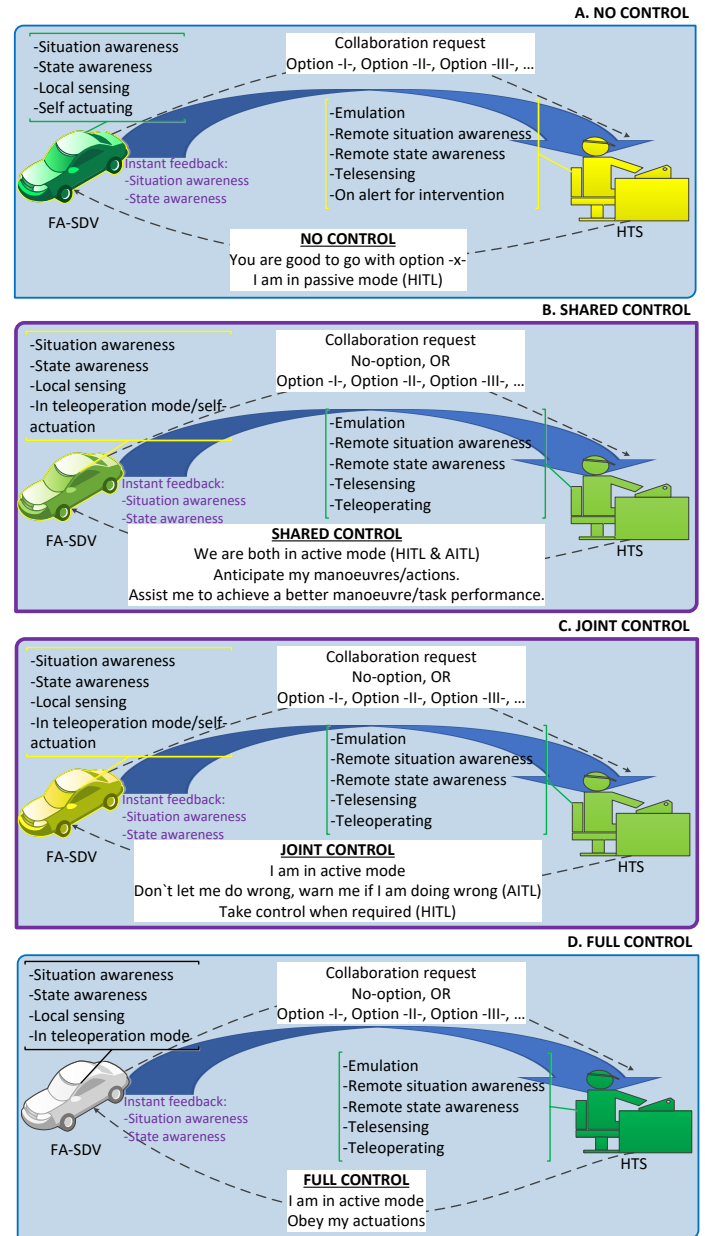 A. NO CONTROL
-Situation awareness
-State awareness
-Local sensing
-Self actuating
Collaboration request
Option -I-, Option -II-, Option -III-, ...
-Emulation
-Remote situation awareness
-Remote state awareness
-Telesensing
-On alert for intervention
Instant feedback:
-Situation awareness
-State awareness
FA-SDV
HTS
NO CONTROL
You are good to go with option -x-
I am in passive mode (HITL)
B. SHARED CONTROL
-Situation awareness
-State awareness
-Local sensing
-In teleoperation mode/self-
actuation
Collaboration request
No-option, OR
Option -I-, Option -II-, Option -III-, ...
-Emulation
-Remote situation awareness
-Remote state awareness
-Telesensing
-Teleoperating
Instant feedback:
-Situation awareness
-State awareness
FA-SDV
HTS
SHARED CONTROL
We are both in active mode (HITL & AITL)
Anticipate my manoeuvres/actions.
Assist me to achieve a better manoeuvre/task performance.
C. JOINT CONTROL
-Situation awareness
-State awareness
-Local sensing
-In teleoperation mode/self-
actuation
Collaboration request
No-option, OR
Option -I-, Option -II-, Option -III-, ...
-Emulation
-Remote situation awareness
-Remote state awareness
-Telesensing
-Teleoperating
Instant feedback:
-Situation awareness
-State awareness
FA-SDV
HTS
JOINT CONTROL
I am in active mode
Don`t let me do wrong, warn me if I am doing wrong (AITL)
Take control when required (HITL)
D. FULL CONTROL
-Situation awareness
-State awareness
-Local sensing
-In teleoperation mode
Collaboration request
No-option, OR
Option -I-, Option -II-, Option -III-, ...
-Emulation
-Remote situation awareness
-Remote state awareness
-Telesensing
-Teleoperating
Instant feedback:
-Situation awareness
-State awareness
FA-SDV
HTS
FULL CONTROL
I am in active mode
Obey my actuations